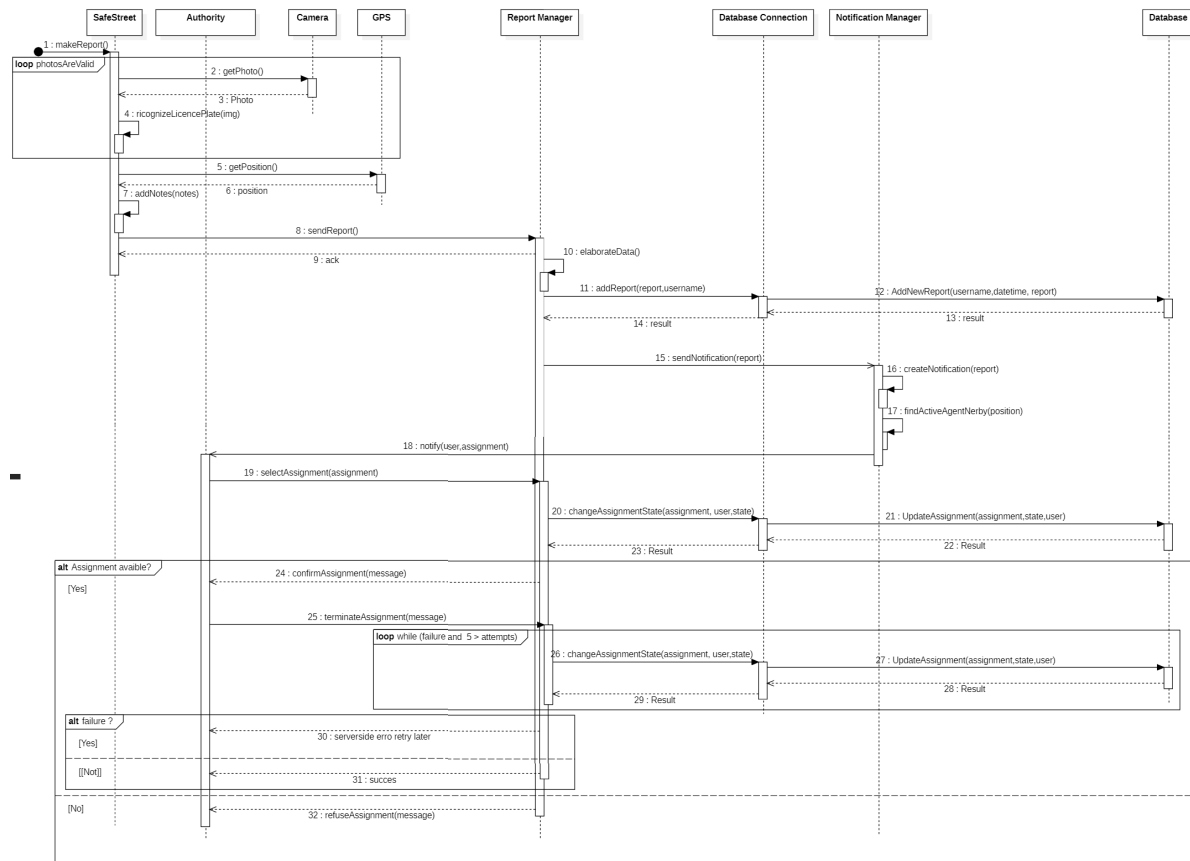 SafeStreet
Authority
Camera
GPS
Report Manager
Database Connection
Notification Manager
Database
1 : makeReport()
loop photosAreValid
2 : getPhoto()
3 : Photo
4 : ricognizeLicencePlate(img)
5 : getPosition()
6 : position
7 : addNotes(notes)
8 : sendReport()
9 : ack
10 : elaborateData()
11 : addReport(report,username)
12 : AddNewReport(username,datetime, report)
13 : result
14 : result
15 : sendNotification(report)
16 : createNotification(report)
17 : findActiveAgentNerby(position)
18 : notify(user,assignment)
19 : selectAssignment(assignment)
20 : changeAssignmentState(assignment, user,state)
21 : UpdateAssignment(assignment,state,user)
22 : Result
23 : Result
alt Assignment avaible?
24 : confirmAssignment(message)
[Yes]
25 : terminateAssignment(message)
loop while (failure and 5 > attempts)
26 : changeAssignmentState(assignment, user,state)
27 : UpdateAssignment(assignment,state,user)
28 : Result
29 : Result
alt failure ?
30 : serverside erro retry later
[Yes]
[[Not]]
31 : succes
[No]
32 : refuseAssignment(message)